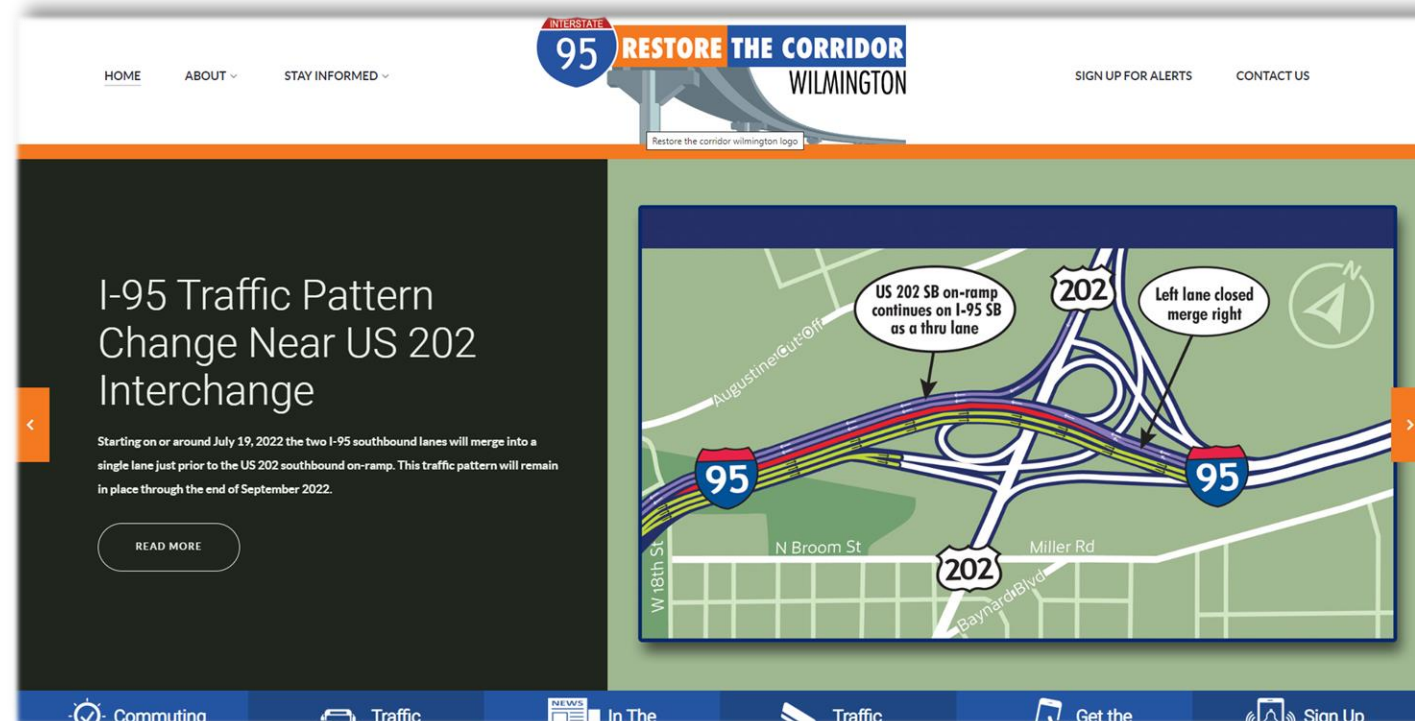 HOME
ABOUT
STAY INFORMED
INTERSTATE
95
RESTORE THE CORRIDOR
WILMINGTON
Restore the corridor wilmington logo
SIGN UP FOR ALERTS
CONTACT US
I-95 Traffic Pattern
Change Near US 202
Interchange
Starting on or around July 19, 2022 the two I-95 southbound lanes will merge into a
single lane just prior to the US 202 southbound on-ramp. This traffic pattern will remain
in place through the end of September 2022.
READ MORE
US 202 SB on-ramp
continues on I-95 SB
as a thru lane
202
Left lane closed
merge right
N
Augustine Cut-Off
95
95
N Broom St
Miller Rd
W 18th St
202
Baynard Blvd
Commuting
Traffic
NEWS
In The
Traffic
Get the
Sign Up